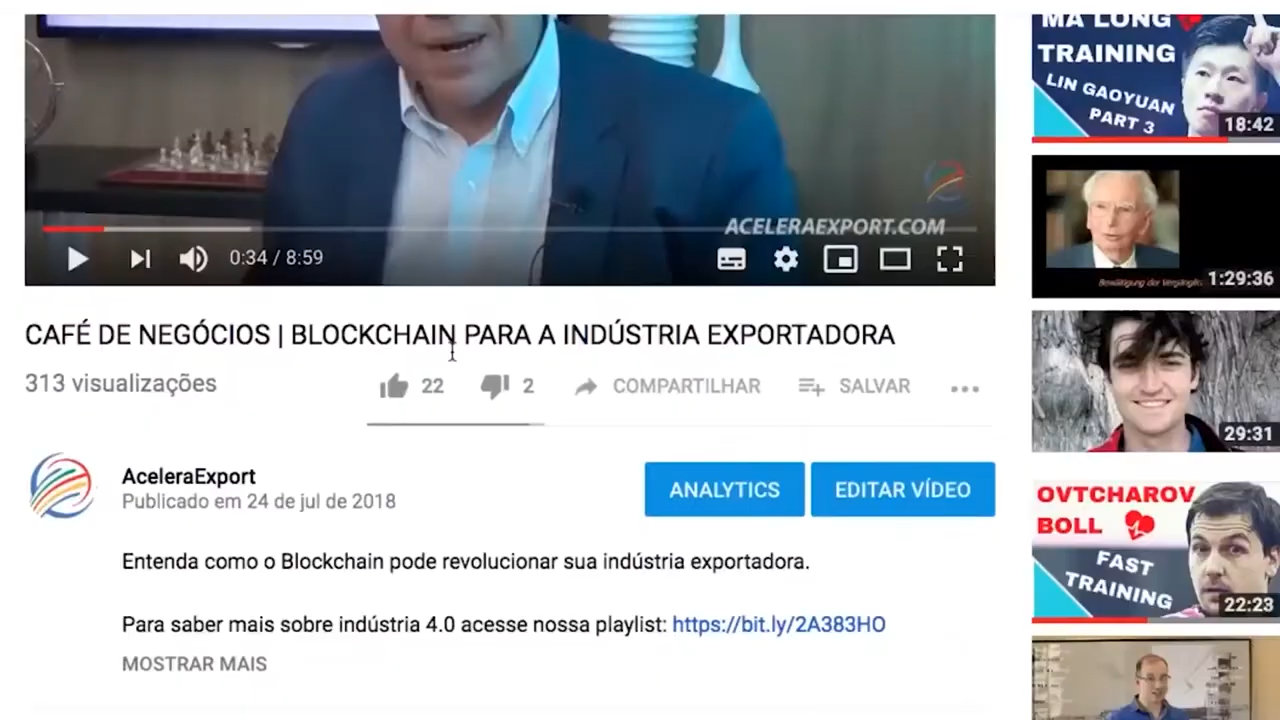 ACELERAEXPORT.COM
0:34 / 8:59
CAFÉ DE NEGÓCIOS | BLOCKCHAIN PARA A INDÚSTRIA EXPORTADORA
313 visualizações
22
2
COMPARTILHAR
SALVAR
AceleraExport
Publicado em 24 de jul de 2018
ANALYTICS
EDITAR VÍDEO
Entenda como o Blockchain pode revolucionar sua indústria exportadora.
Para saber mais sobre indústria 4.0 acesse nossa playlist: https://bit.ly/2A383HO
MOSTRAR MAIS
MA LONG
TRAINING
LIN GAOYUAN
PART 3
18:42
1:29:36
29:31
OVTCHAROV
BOLL
FAST
TRAINING
22:23